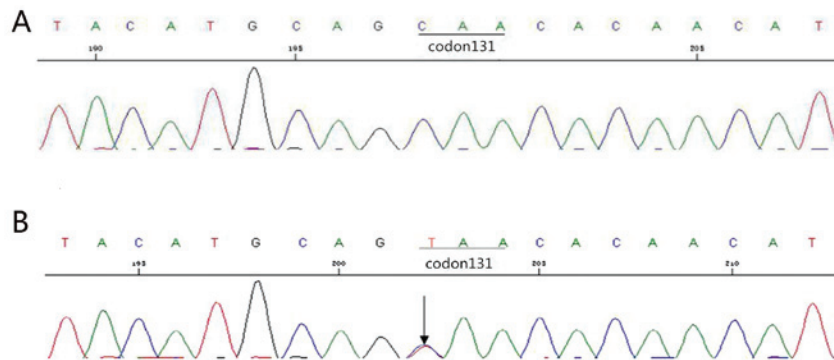 A
T A C A T G C A G C A A C A C A A C A T
190 195 205
codon131
B
T A C A T G C A G T A A C A C A A C A T
195 200 205 210
codon131